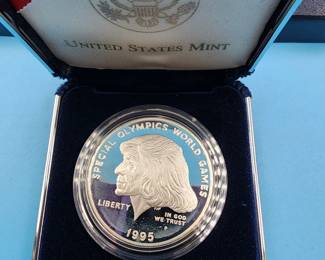 UNITED STATES MINT
SPECIAL OLYMPICS WORLD GAMES
LIBERTY
IN GOD
WE TRUST
P
1995